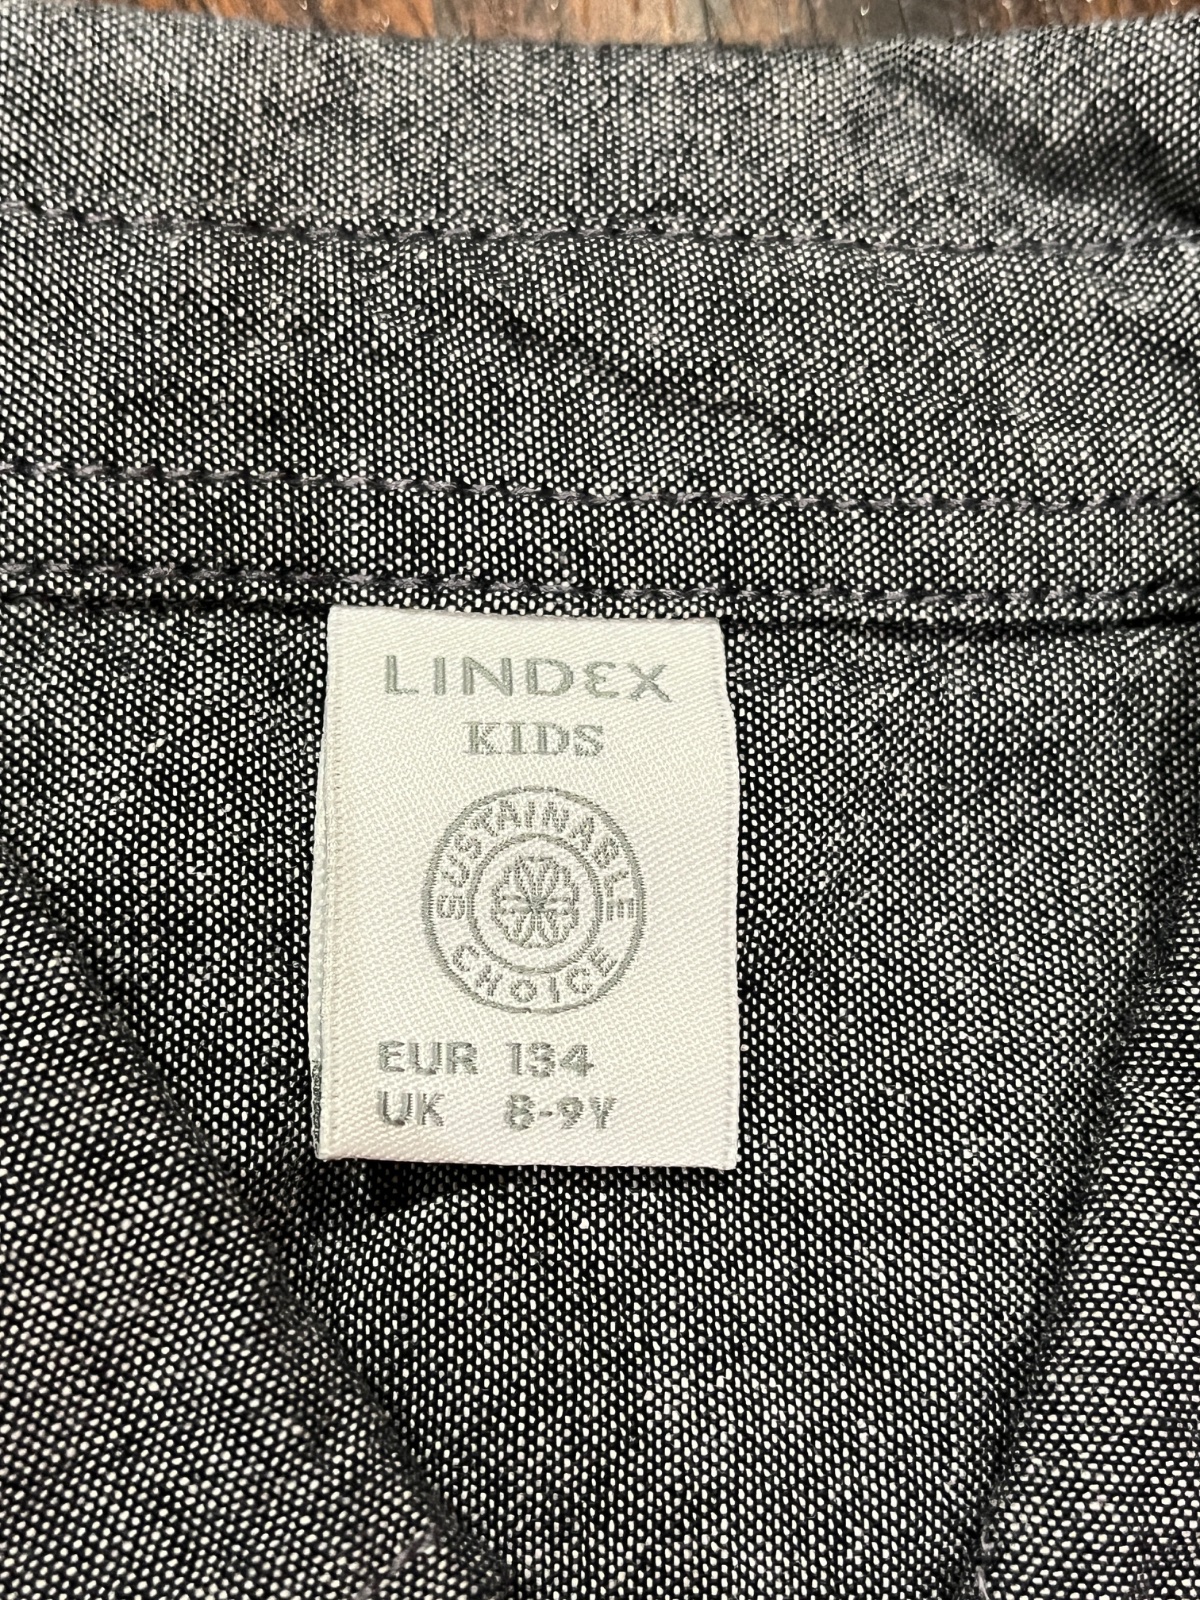 LINDEX
KIDS
SUSTAINABLE
CHOICE
EUR 134
UK 8-9Y